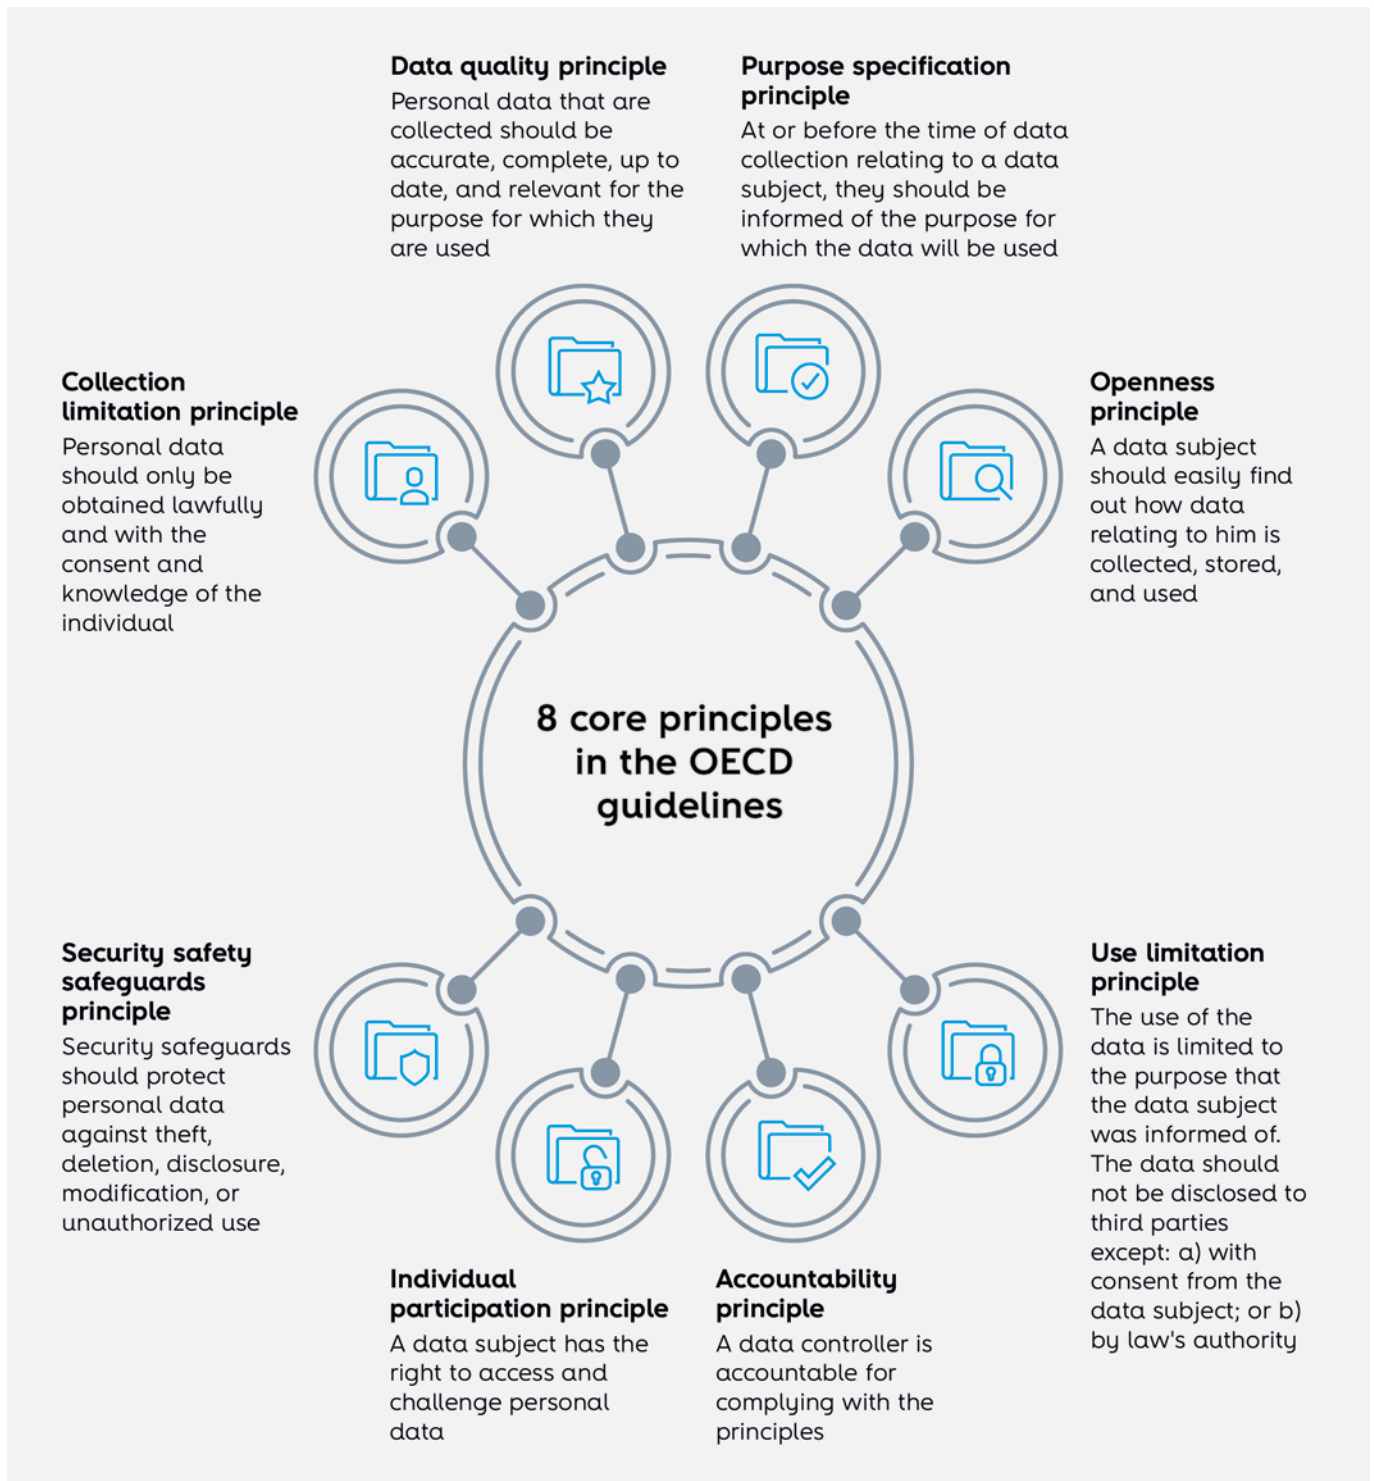 Data quality principle
Personal data that are
collected should be
accurate, complete, up to
date, and relevant for the
purpose for which they
are used
Purpose specification
principle
At or before the time of data
collection relating to a data
subject, they should be
informed of the purpose for
which the data will be used
Collection
limitation principle
Personal data
should only be
obtained lawfully
and with the
consent and
knowledge of the
individual
Openness
principle
A data subject
should easily find
out how data
relating to him is
collected, stored,
and used
8 core principles
in the OECD
guidelines
Security safety
safeguards
principle
Security safeguards
should protect
personal data
against theft,
deletion, disclosure,
modification, or
unauthorized use
Use limitation
principle
The use of the
data is limited to
the purpose that
the data subject
was informed of.
The data should
not be disclosed to
third parties
except: a) with
consent from the
data subject; or b)
by law's authority
Individual
participation principle
A data subject has the
right to access and
challenge personal
data
Accountability
principle
A data controller is
accountable for
complying with the
principles